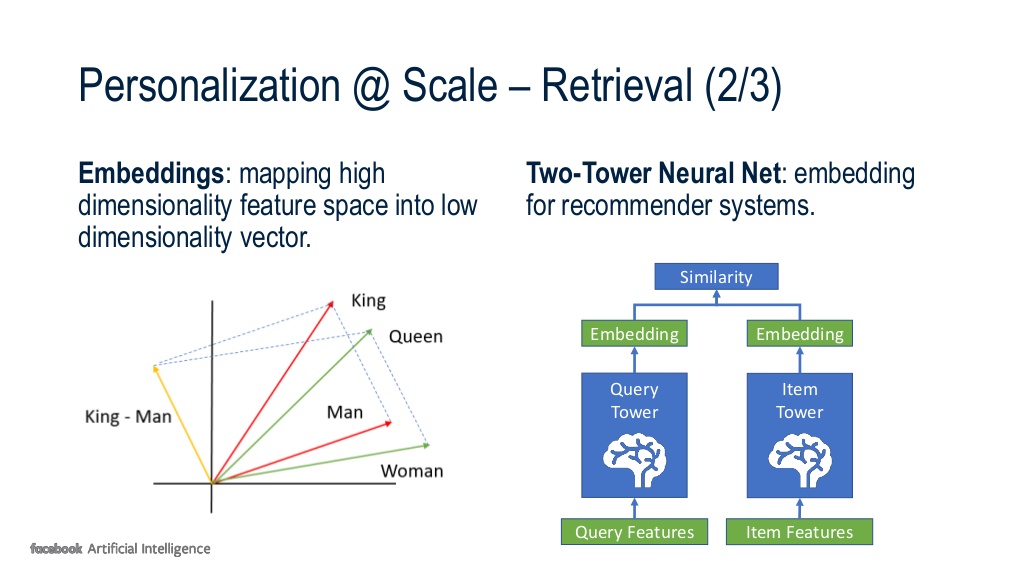 Personalization @ Scale – Retrieval (2/3)
Embeddings: mapping high
dimensionality feature space into low
dimensionality vector.
King
Queen
Man
King - Man
Woman
Two-Tower Neural Net: embedding
for recommender systems.
Similarity
Embedding
Embedding
Query
Tower
Item
Tower
Query Features
Item Features
facebook Artificial Intelligence